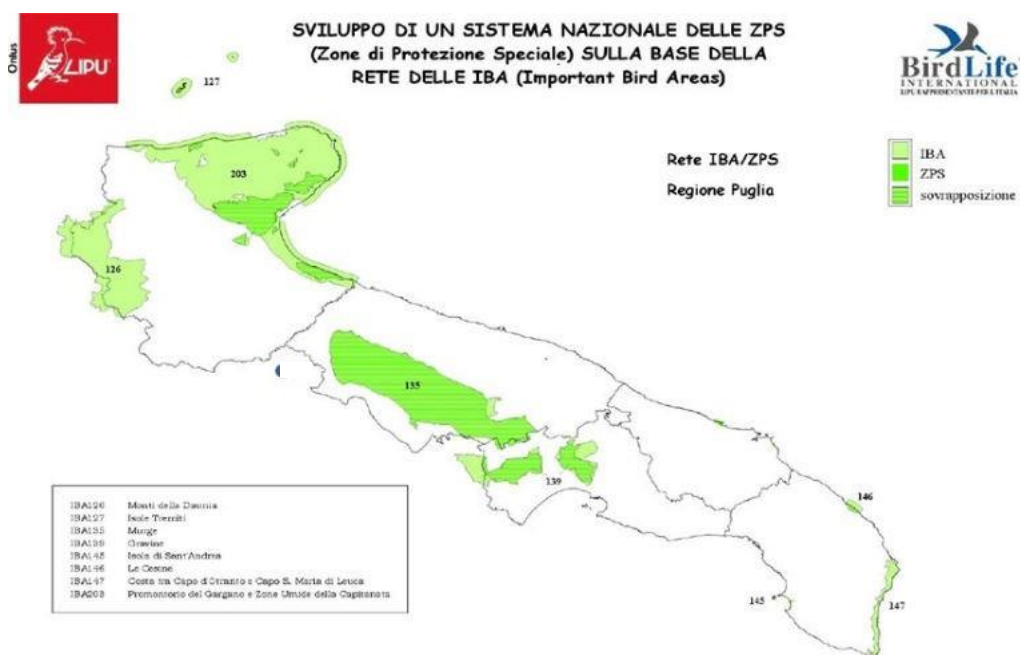 Onlus
LIPU
SVILUPPO DI UN SISTEMA NAZIONALE DELLE ZPS
(Zone di Protezione Speciale) SULLA BASE DELLA
RETE DELLE IBA (Important Bird Areas)
BirdLife
INTERNATIONAL
LIPU RAPPRESENTANTE PER L'ITALIA
127
Rete IBA/ZPS
Regione Puglia
IBA
ZPS
sovrapposizione
203
126
135
139
146
145
147
IBA126 Monti della Daunia
IBA127 Isole Tremiti
IBA135 Murge
IBA139 Gravine
IBA145 Isola di Sant'Andrea
IBA146 Le Cesine
IBA147 Costa tra Capo d'Otranto e Capo S. Maria di Leuca
IBA203 Promontorio del Gargano e Zone Umide della Capitanata